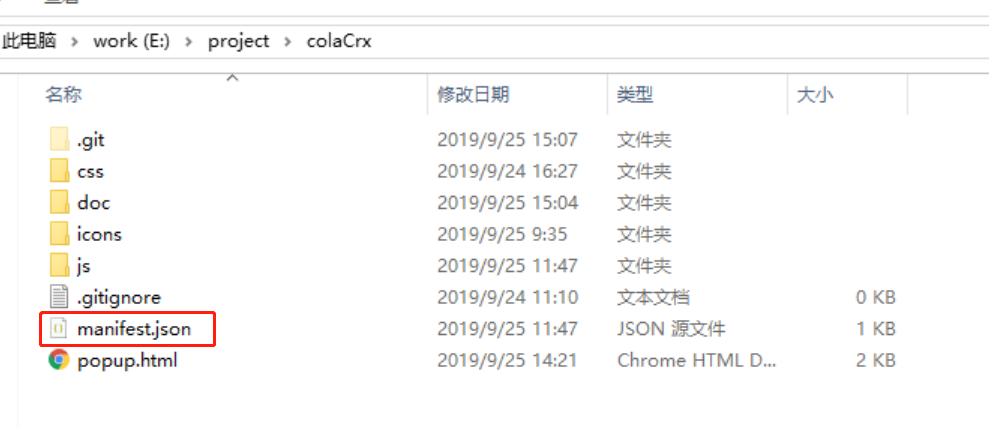 此电脑 > work (E:) > project > colaCrx
名称 修改日期 类型 大小
.git 2019/9/25 15:07 文件夹
css 2019/9/24 16:27 文件夹
doc 2019/9/25 15:04 文件夹
icons 2019/9/25 9:35 文件夹
js 2019/9/25 11:47 文件夹
.gitignore 2019/9/24 11:10 文本文档 0 KB
manifest.json 2019/9/25 11:47 JSON 源文件 1 KB
popup.html 2019/9/25 14:21 Chrome HTML D... 2 KB